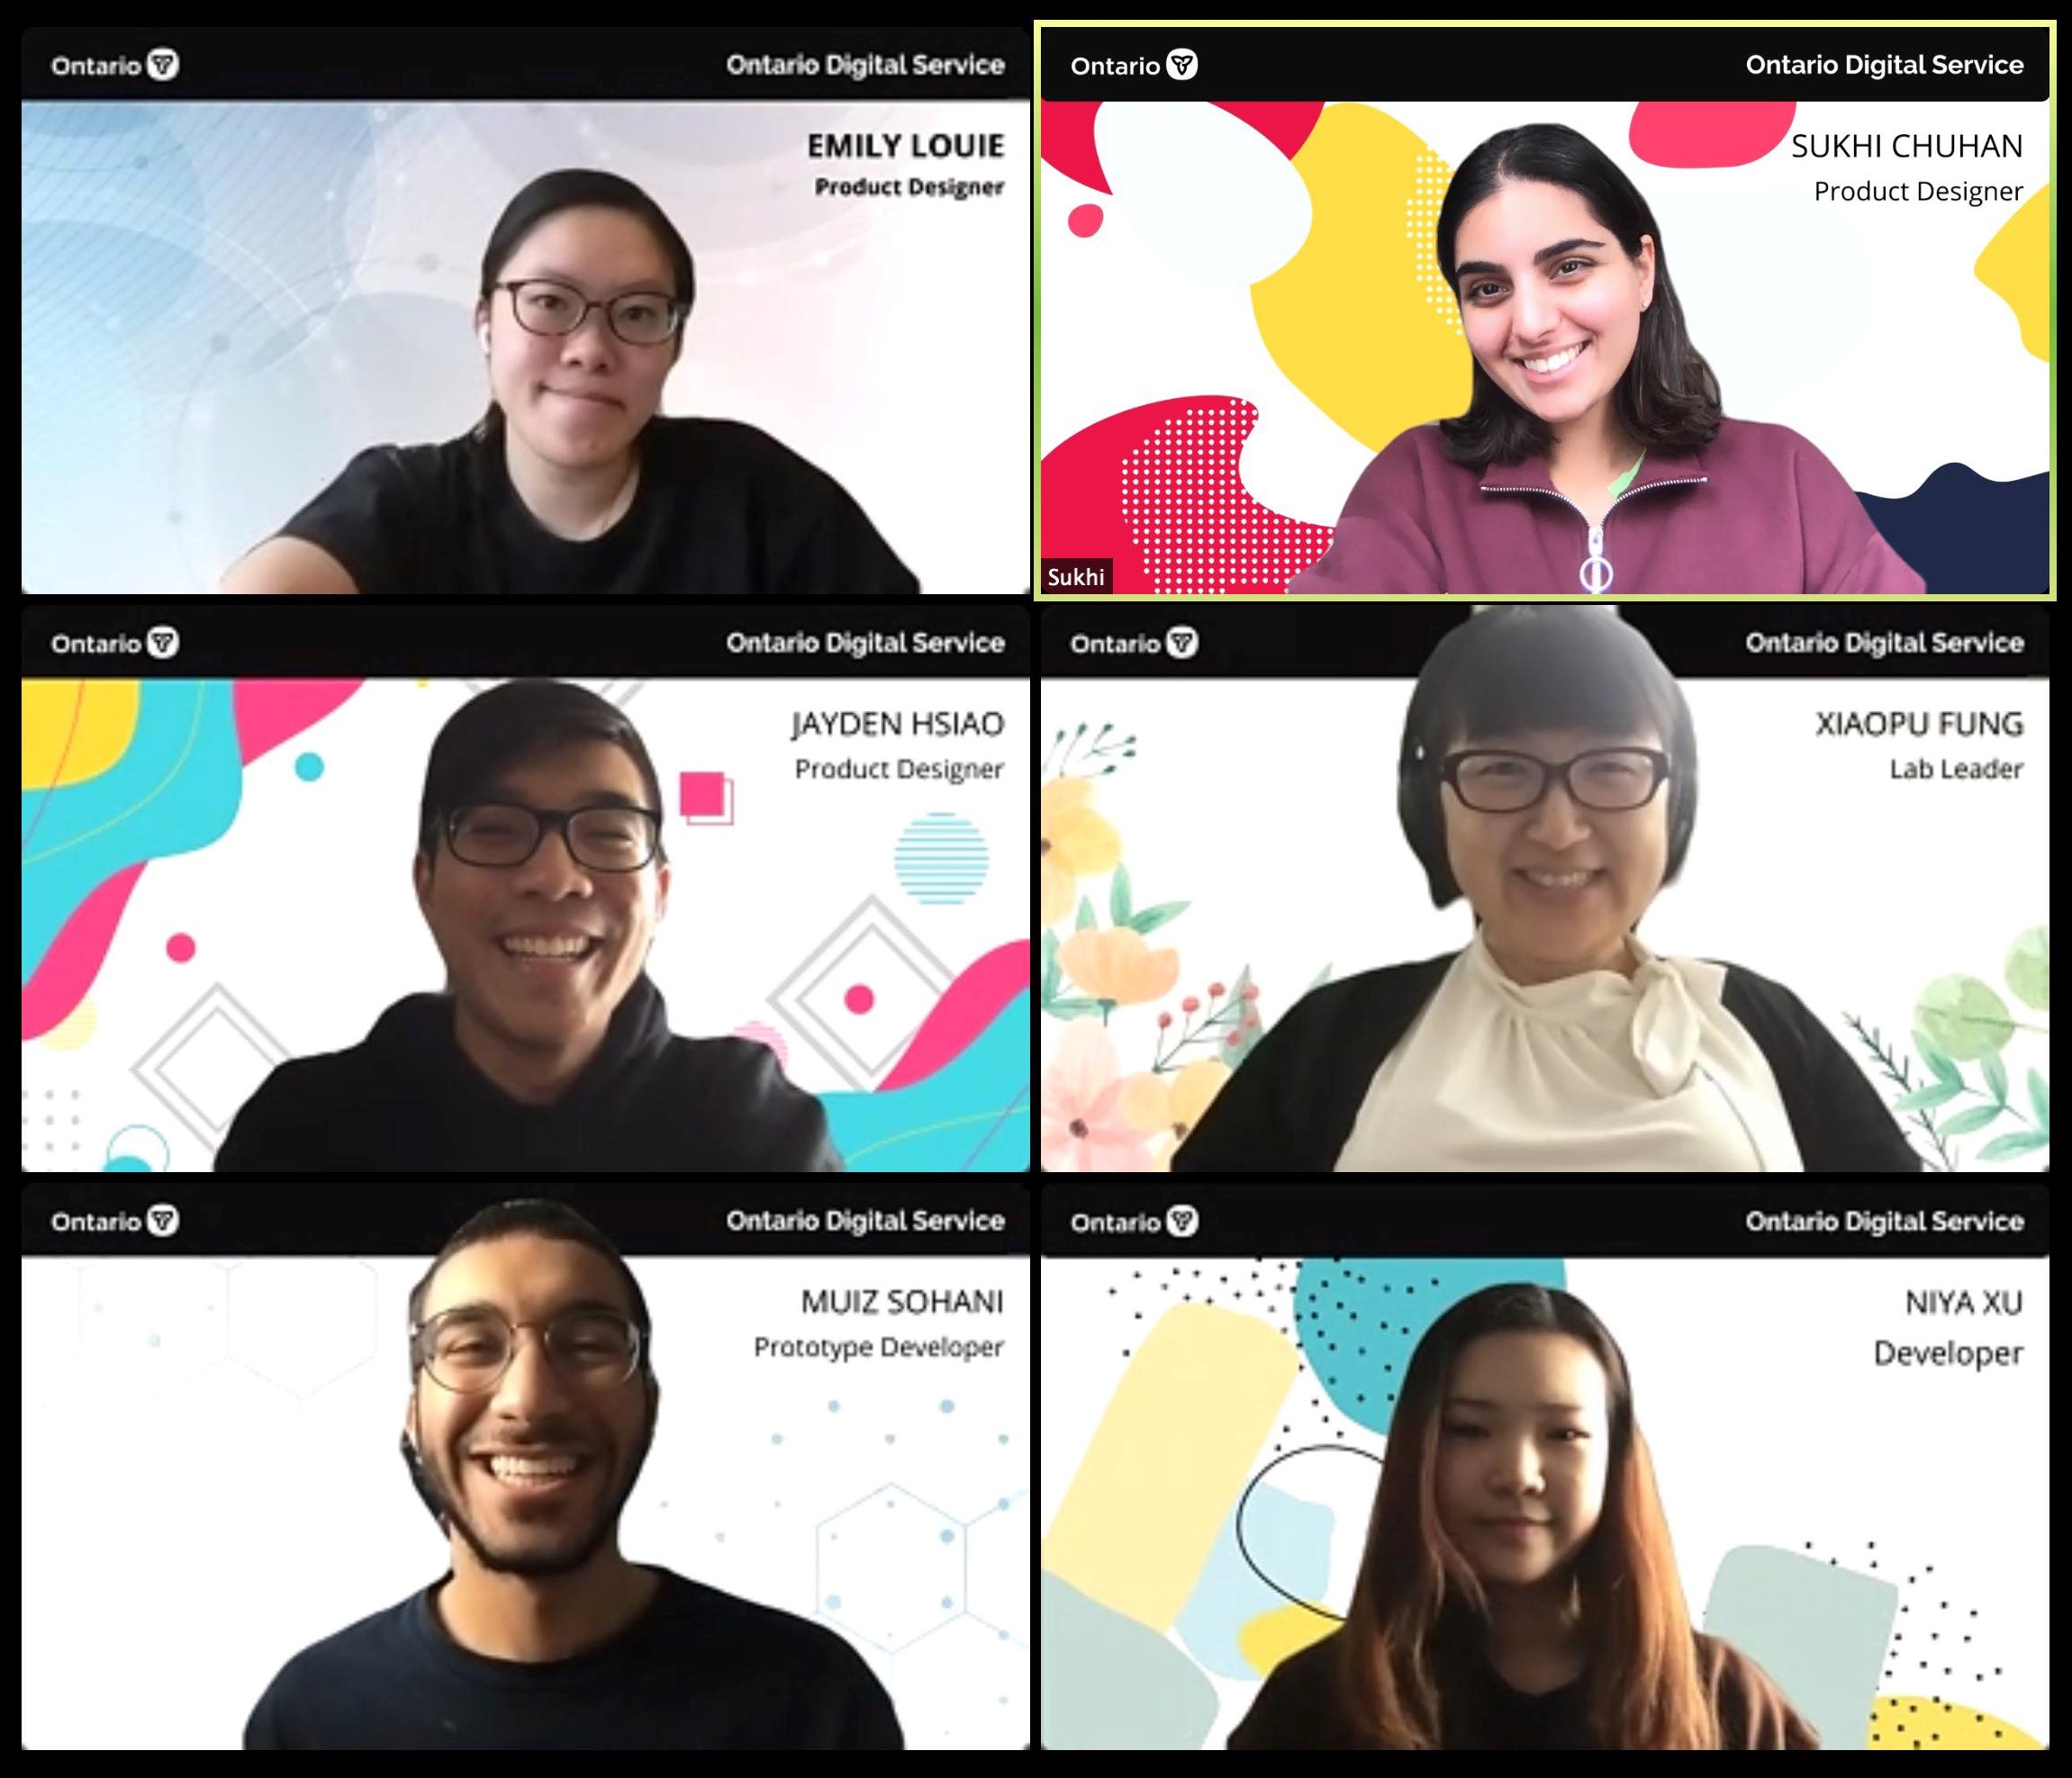 Ontario
Ontario Digital Service
EMILY LOUIE
Product Designer
Ontario
Ontario Digital Service
SUKHI CHUHAN
Product Designer
Sukhi
Ontario
Ontario Digital Service
JAYDEN HSIAO
Product Designer
Ontario
Ontario Digital Service
XIAOPU FUNG
Lab Leader
Ontario
Ontario Digital Service
MUIZ SOHANI
Prototype Developer
Ontario
Ontario Digital Service
NIYA XU
Developer